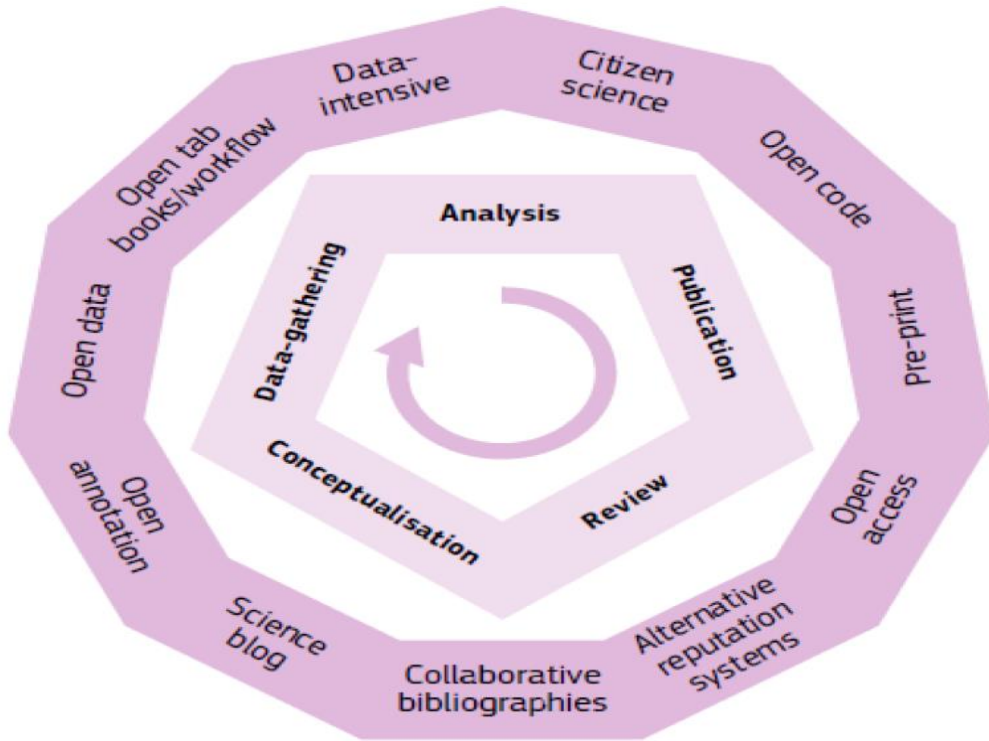 Data-
intensive
Citizen
science
Open code
Pre-print
Open
access
Alternative
reputation
systems
Collaborative
bibliographies
Science
blog
Open
annotation
Open data
Open tab
books/workflow
Analysis
Publication
Review
Conceptualisation
Data-gathering